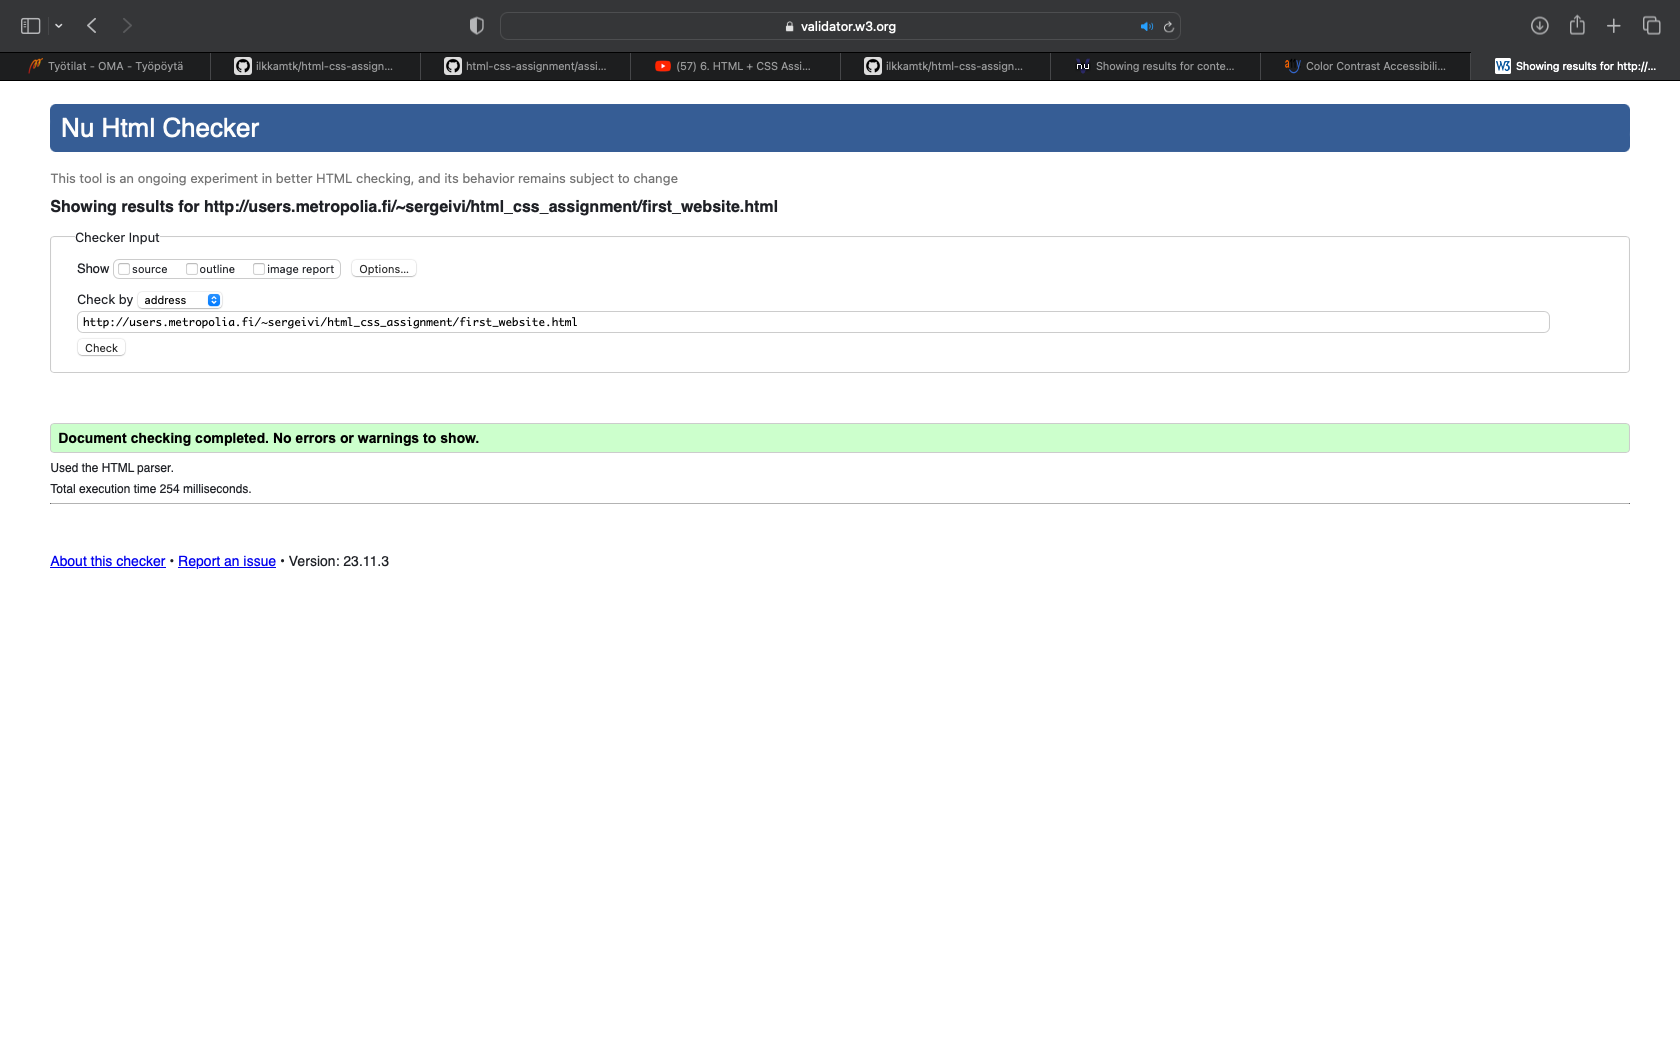 validator.w3.org
Työtilat - OMA - Työpöytä
ilkkamtk/html-css-assign...
html-css-assignment/assi...
(57) 6. HTML + CSS Assi...
ilkkamtk/html-css-assign...
nu Showing results for conte...
Color Contrast Accessibili...
W3 Showing results for http://...
Nu Html Checker
This tool is an ongoing experiment in better HTML checking, and its behavior remains subject to change
Showing results for http://users.metropolia.fi/~sergeivi/html_css_assignment/first_website.html
Checker Input
Show source outline image report Options...
Check by address
http://users.metropolia.fi/~sergeivi/html_css_assignment/first_website.html
Check
Document checking completed. No errors or warnings to show.
Used the HTML parser.
Total execution time 254 milliseconds.
About this checker • Report an issue • Version: 23.11.3